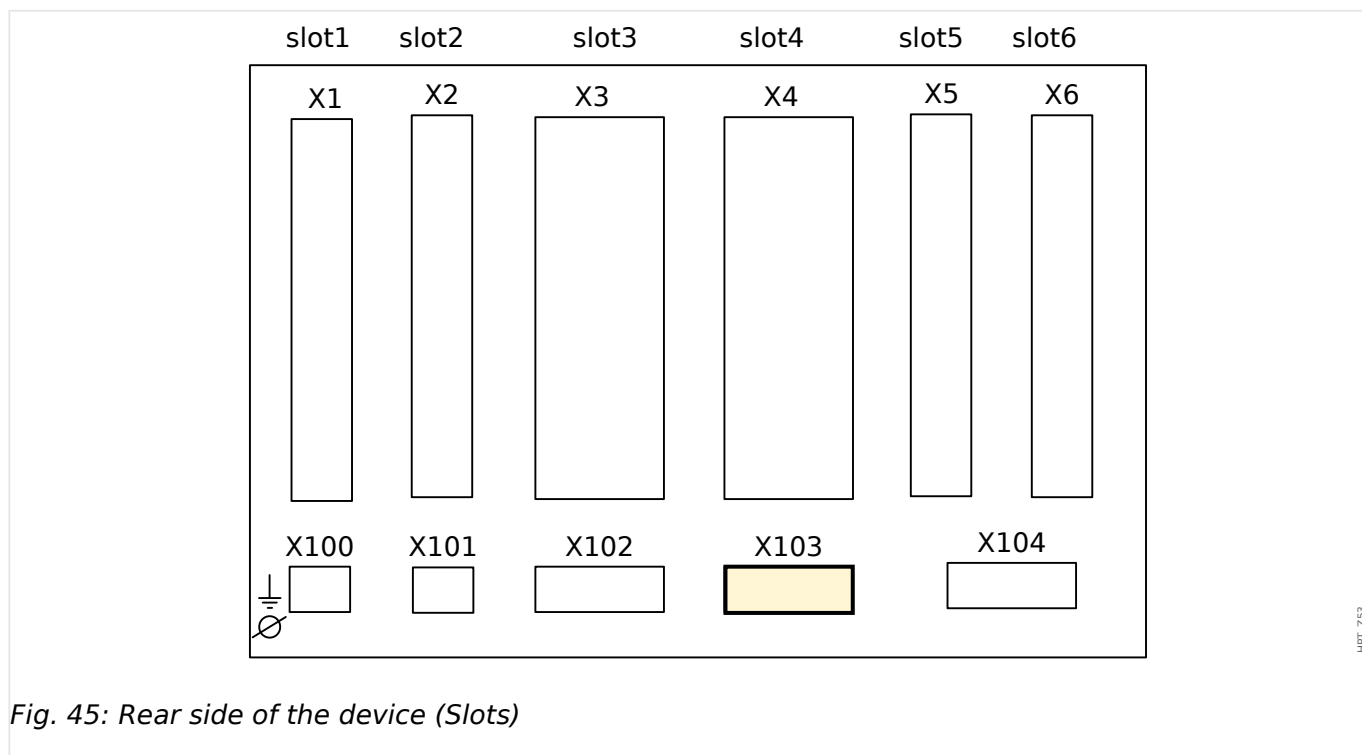 slot1 slot2 slot3 slot4 slot5 slot6
X1 X2 X3 X4 X5 X6
X100 X101 X102 X103 X104
Fig. 45: Rear side of the device (Slots)